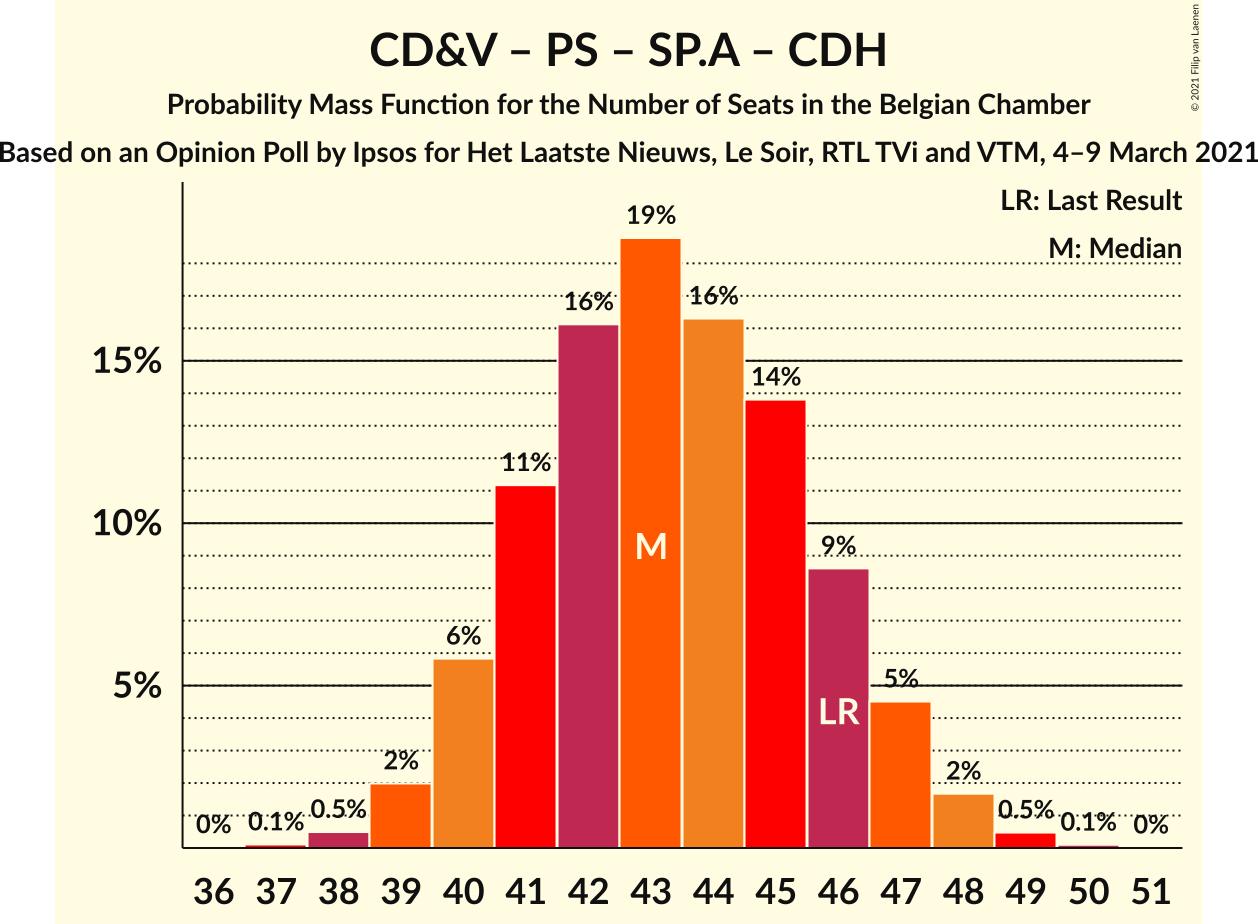 CD&V – PS – SP.A – CDH
Probability Mass Function for the Number of Seats in the Belgian Chamber
Based on an Opinion Poll by Ipsos for Het Laatste Nieuws, Le Soir, RTL TVi and VTM, 4–9 March 2021
© 2021 Filip van Laenen
LR: Last Result
M: Median
19%
16%
16%
15%
14%
11%
10%
9%
M
6%
5%
5%
LR
2%
2%
0%
0.1%
0.5%
0.5%
0.1%
0%
36 37 38 39 40 41 42 43 44 45 46 47 48 49 50 51